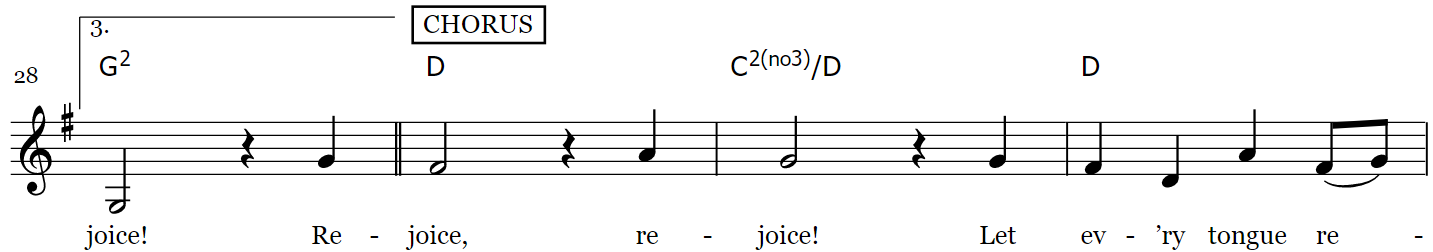 3. CHORUS
28 G2 D C2(no3)/D D
joice! Re - joice, re - joice! Let ev - ’ry tongue re -